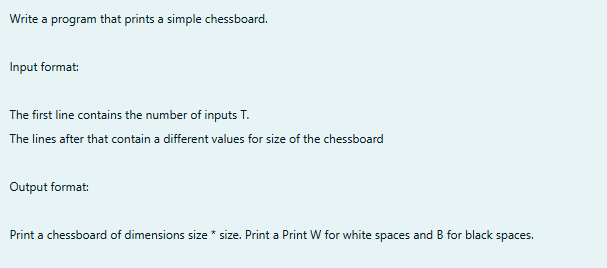 Write a program that prints a simple chessboard.
Input format:
The first line contains the number of inputs T.
The lines after that contain a different values for size of the chessboard
Output format:
Print a chessboard of dimensions size * size. Print a Print W for white spaces and B for black spaces.